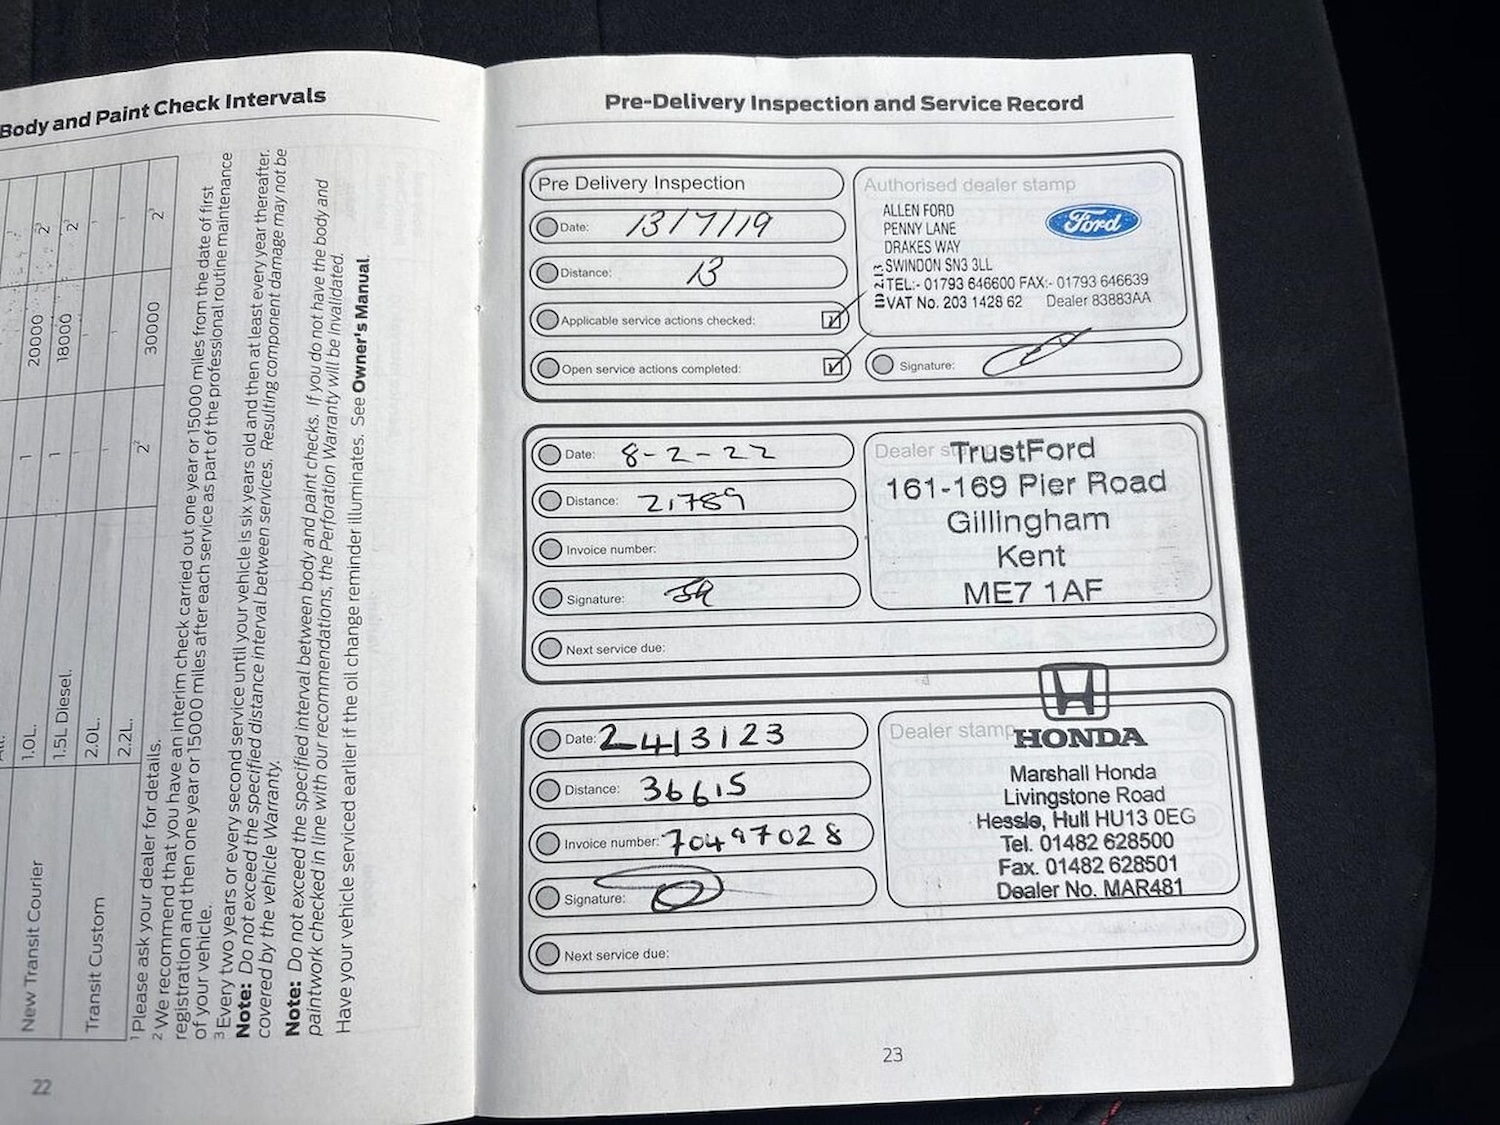 Body and Paint Check Intervals
20000 2³
18000 2³
2² 30000 2²
New Transit Courier 1.0L. 1
1.5L Diesel. 1
Transit Custom 2.0L.
2.2L.
¹ Please ask your dealer for details.
² We recommend that you have an interim check carried out one year or 15000 miles from the date of first
registration and then one year or 15000 miles after each service as part of the professional routine maintenance
of your vehicle.
³ Every two years or every second service until your vehicle is six years old and then at least every year thereafter.
Note: Do not exceed the specified distance interval between services. Resulting component damage may not be
covered by the vehicle Warranty.
Note: Do not exceed the specified interval between body and paint checks. If you do not have the body and
paintwork checked in line with our recommendations, the Perforation Warranty will be invalidated.
Have your vehicle serviced earlier if the oil change reminder illuminates. See Owner's Manual.
22
Pre-Delivery Inspection and Service Record
Pre Delivery Inspection
Date: 13/7/19
Distance: 13
Applicable service actions checked:
Open service actions completed:
Authorised dealer stamp
Ford
ALLEN FORD
PENNY LANE
DRAKES WAY
SWINDON SN3 3LL
TEL:- 01793 646600 FAX:- 01793 646639
VAT No. 203 1428 62 Dealer 83883AA
Signature:
Date: 8-2-22
Distance: 21789
Invoice number:
Signature:
Next service due:
Dealer stamp
TrustFord
161-169 Pier Road
Gillingham
Kent
ME7 1AF
Date: 24/3/23
Distance: 36615
Invoice number: 70497028
Signature:
Next service due:
Dealer stamp
HONDA
Marshall Honda
Livingstone Road
Hessle, Hull HU13 0EG
Tel. 01482 628500
Fax. 01482 628501
Dealer No. MAR481
23